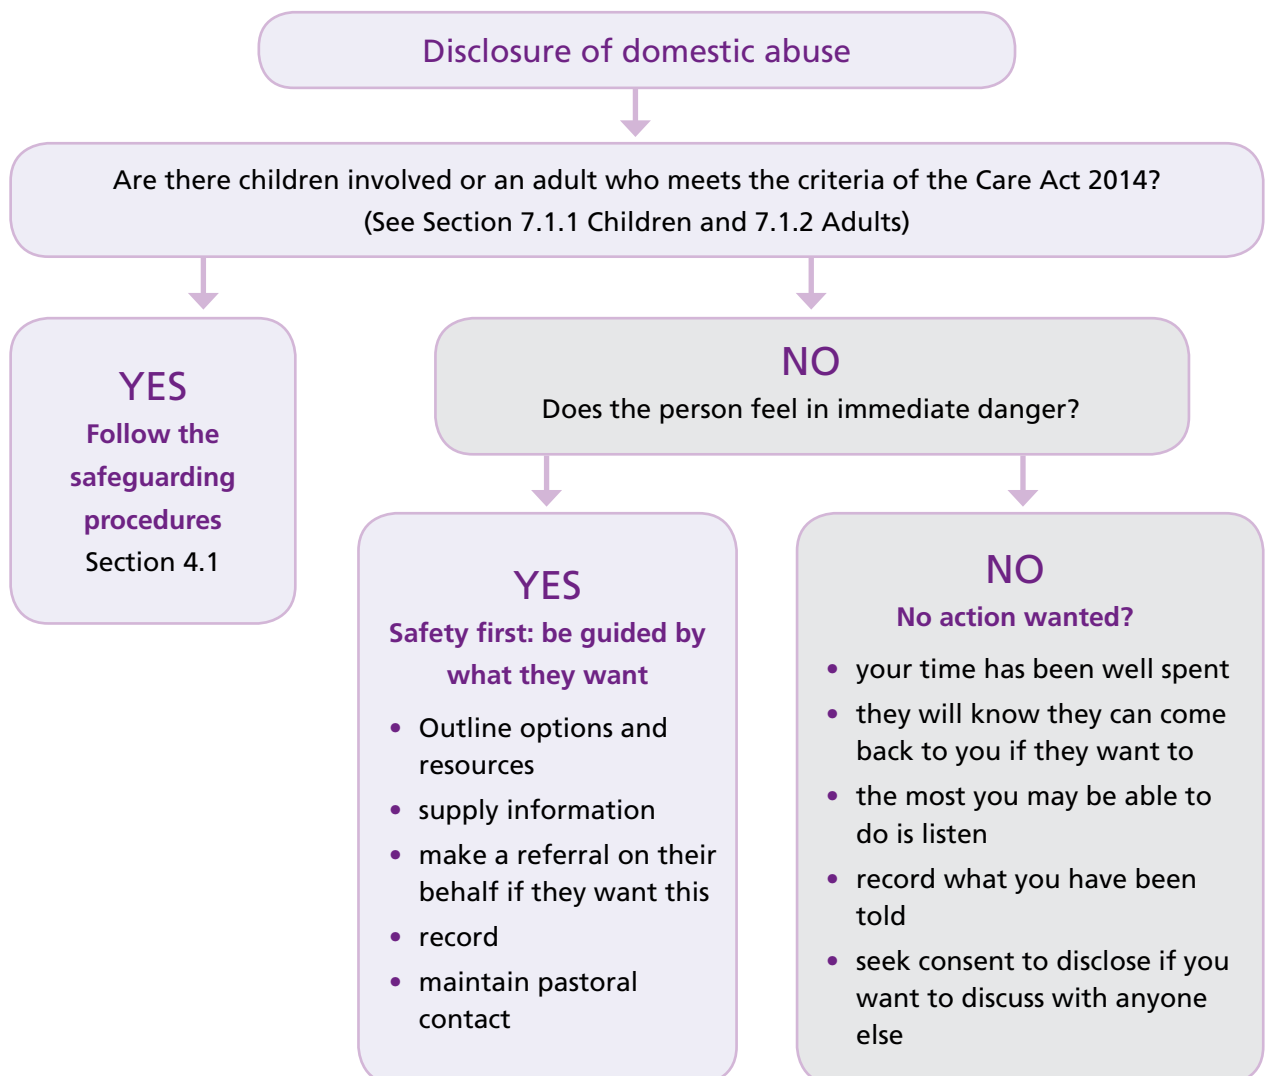 Disclosure of domestic abuse
Are there children involved or an adult who meets the criteria of the Care Act 2014?
(See Section 7.1.1 Children and 7.1.2 Adults)
YES
Follow the
safeguarding
procedures
Section 4.1
NO
Does the person feel in immediate danger?
YES
Safety first: be guided by
what they want
• Outline options and
resources
• supply information
• make a referral on their
behalf if they want this
• record
• maintain pastoral
contact
NO
No action wanted?
• your time has been well spent
• they will know they can come
back to you if they want to
• the most you may be able to
do is listen
• record what you have been
told
• seek consent to disclose if you
want to discuss with anyone
else